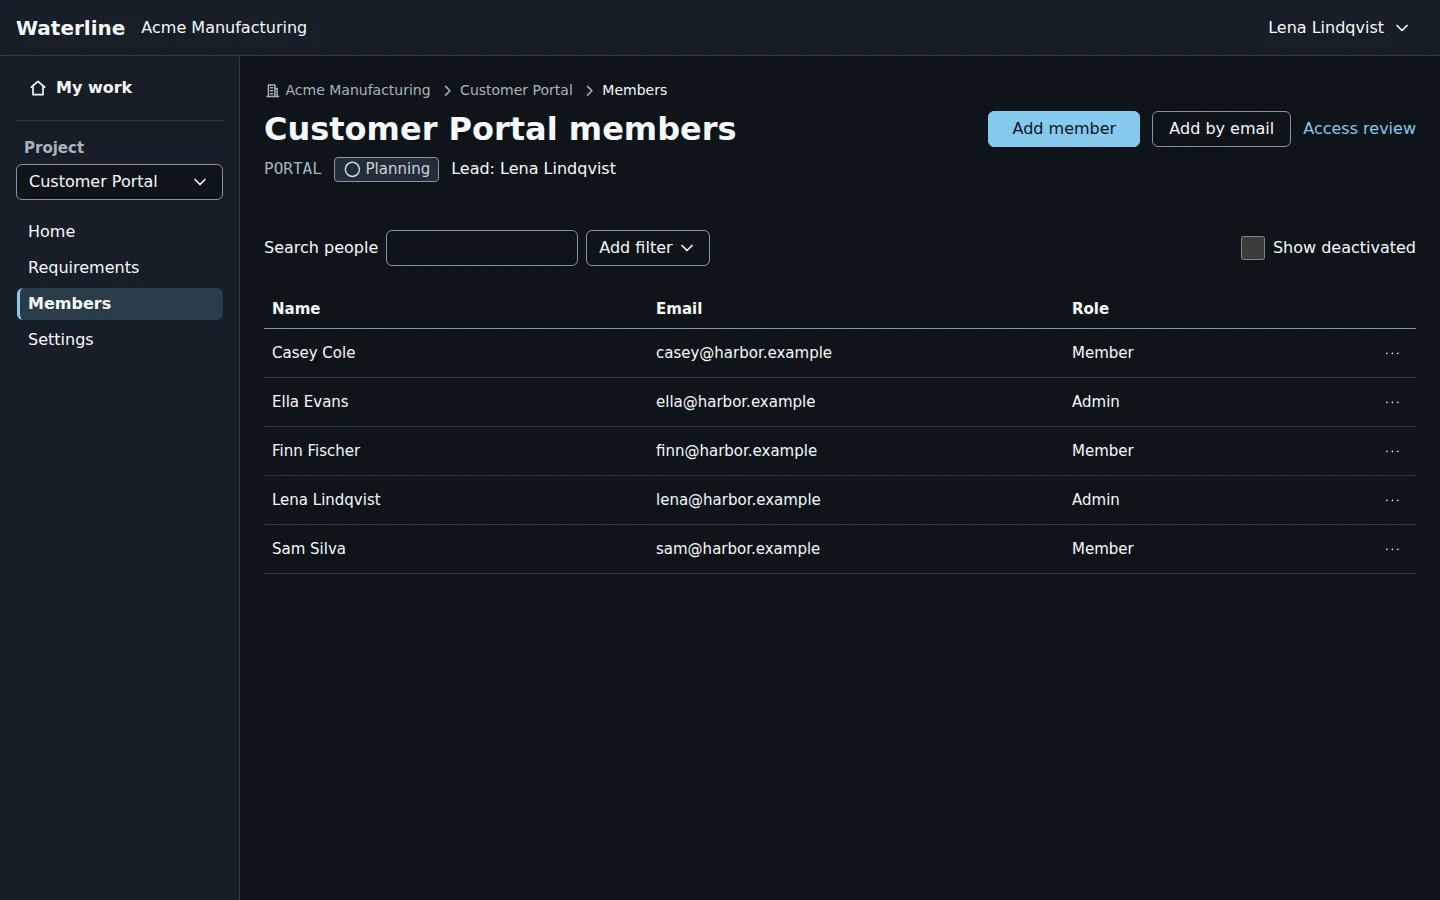 Waterline Acme Manufacturing Lena Lindqvist
My work
Project
Customer Portal
Home
Requirements
Members
Settings
Acme Manufacturing Customer Portal Members
Customer Portal members
Add member Add by email Access review
PORTAL Planning Lead: Lena Lindqvist
Search people Add filter Show deactivated
Name Email Role
Casey Cole casey@harbor.example Member ...
Ella Evans ella@harbor.example Admin ...
Finn Fischer finn@harbor.example Member ...
Lena Lindqvist lena@harbor.example Admin ...
Sam Silva sam@harbor.example Member ...